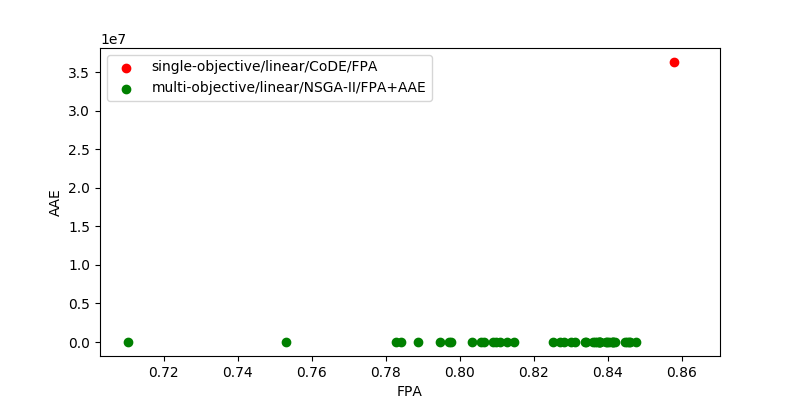 1e7
single-objective/linear/CoDE/FPA
multi-objective/linear/NSGA-II/FPA+AAE
3.5
3.0
2.5
2.0
1.5
1.0
0.5
0.0
AAE
0.72 0.74 0.76 0.78 0.80 0.82 0.84 0.86
FPA